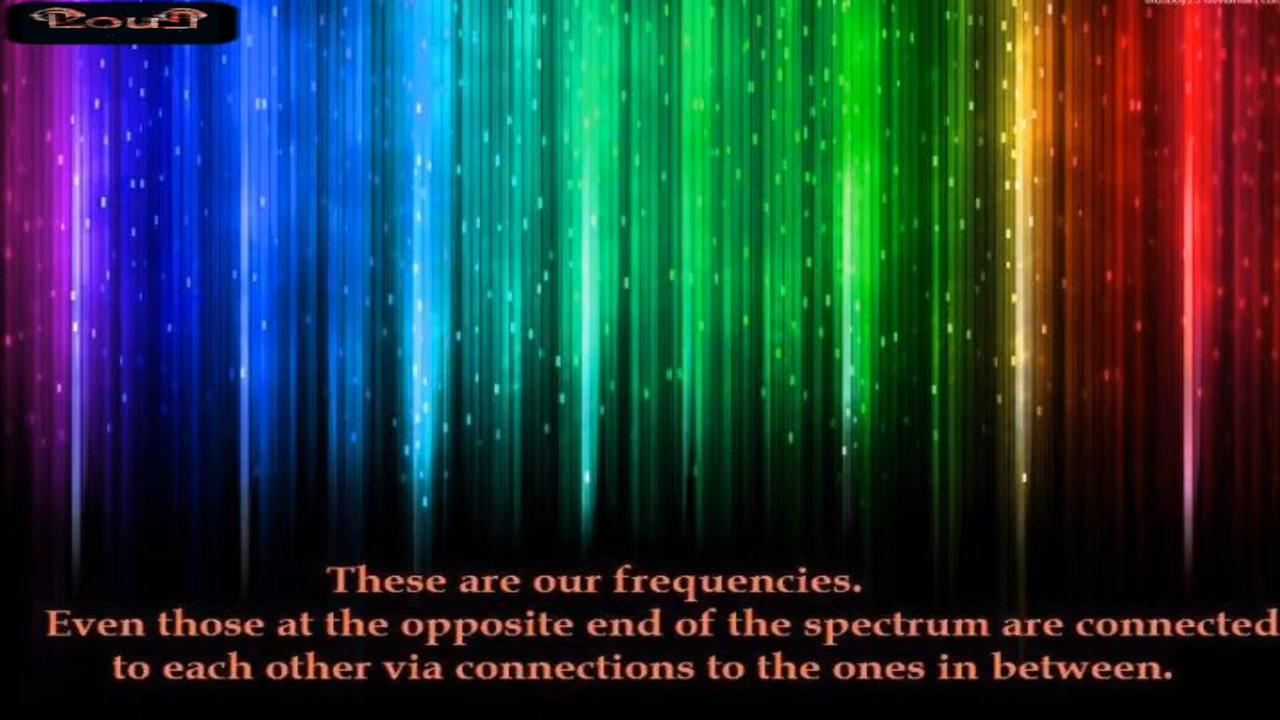 These are our frequencies.
Even those at the opposite end of the spectrum are connected
to each other via connections to the ones in between.